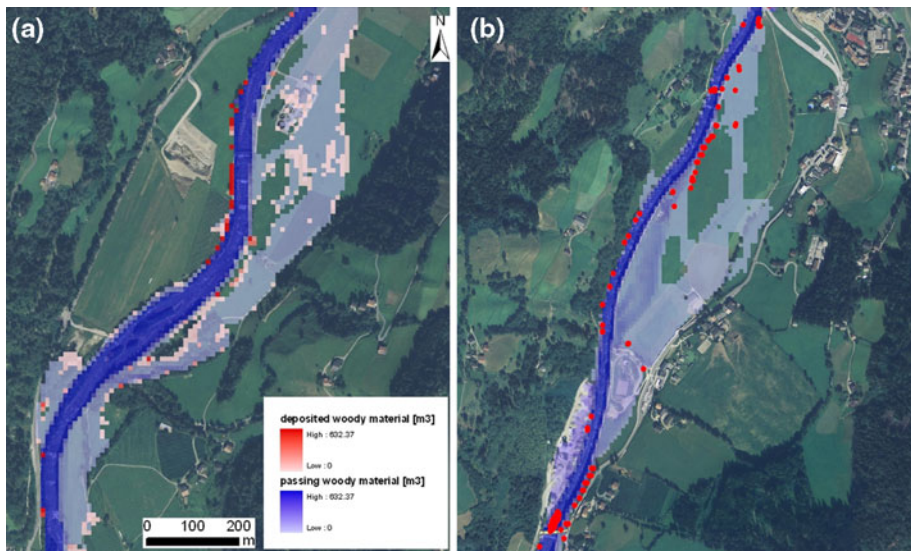 (a)
N
(b)
deposited woody material [m3]
High : 632.37
Low : 0
passing woody material [m3]
High : 632.37
Low : 0
0 100 200
m